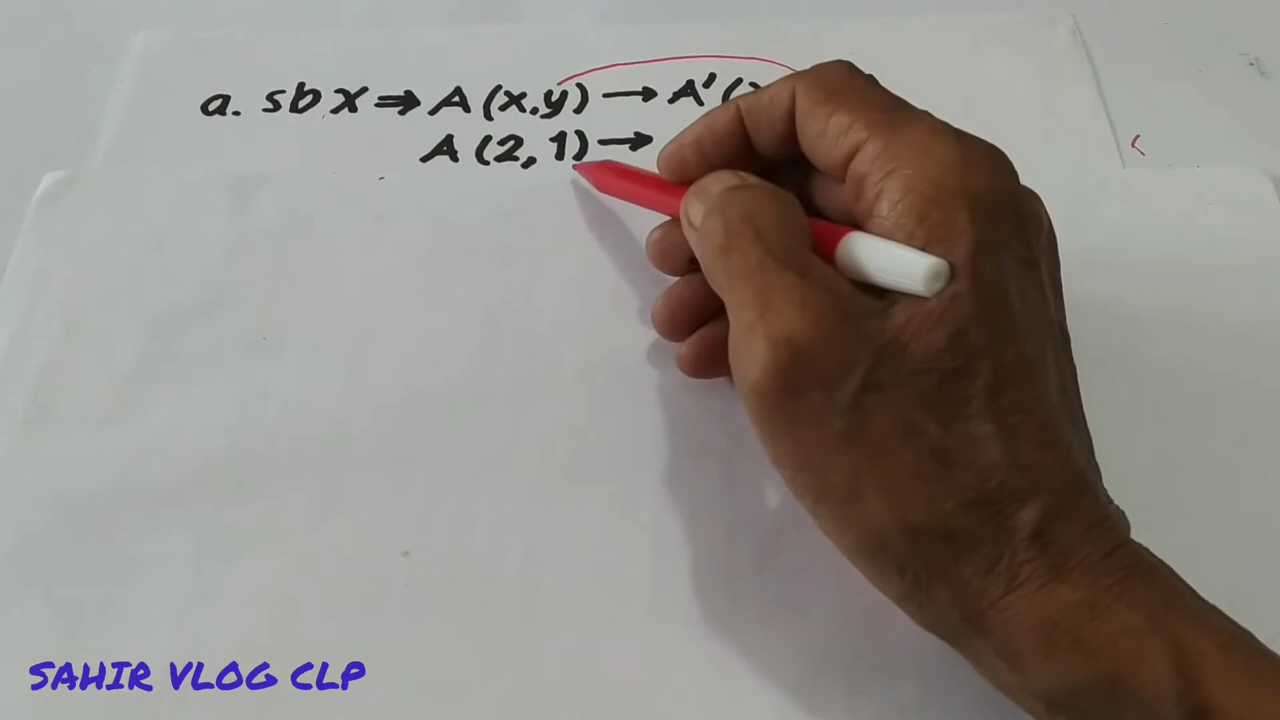 a. sb X ⇒ A (x.y) → A' (
A (2, 1) →
SAHIR VLOG CLP